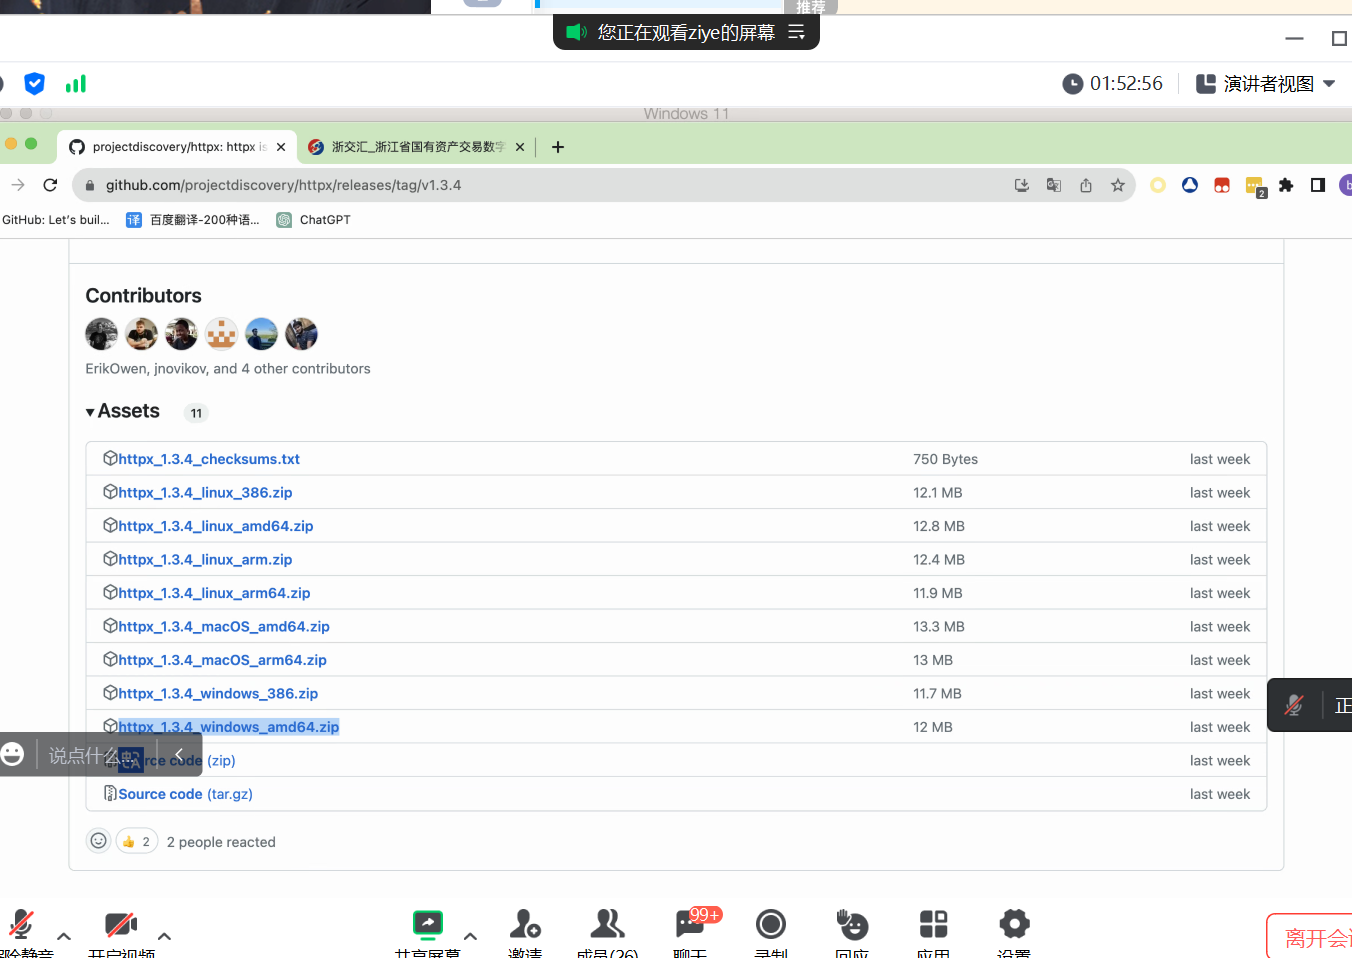 推荐
您正在观看ziye的屏幕
01:52:56
演讲者视图
Windows 11
projectdiscovery/httpx: httpx is
浙交汇_浙江省国有资产交易数字
github.com/projectdiscovery/httpx/releases/tag/v1.3.4
2
b
GitHub: Let's buil...
译
百度翻译-200种语...
ChatGPT
Contributors
ErikOwen, jnovikov, and 4 other contributors
Assets 11
httpx_1.3.4_checksums.txt 750 Bytes last week
httpx_1.3.4_linux_386.zip 12.1 MB last week
httpx_1.3.4_linux_amd64.zip 12.8 MB last week
httpx_1.3.4_linux_arm.zip 12.4 MB last week
httpx_1.3.4_linux_arm64.zip 11.9 MB last week
httpx_1.3.4_macOS_amd64.zip 13.3 MB last week
httpx_1.3.4_macOS_arm64.zip 13 MB last week
httpx_1.3.4_windows_386.zip 11.7 MB last week
正
httpx_1.3.4_windows_amd64.zip 12 MB last week
说点什么...
rce code (zip) last week
Source code (tar.gz) last week
2
2 people reacted
99+
除静音
开启视频
共享屏幕
邀请
成员(26)
聊天
录制
回应
应用
设置
离开会议